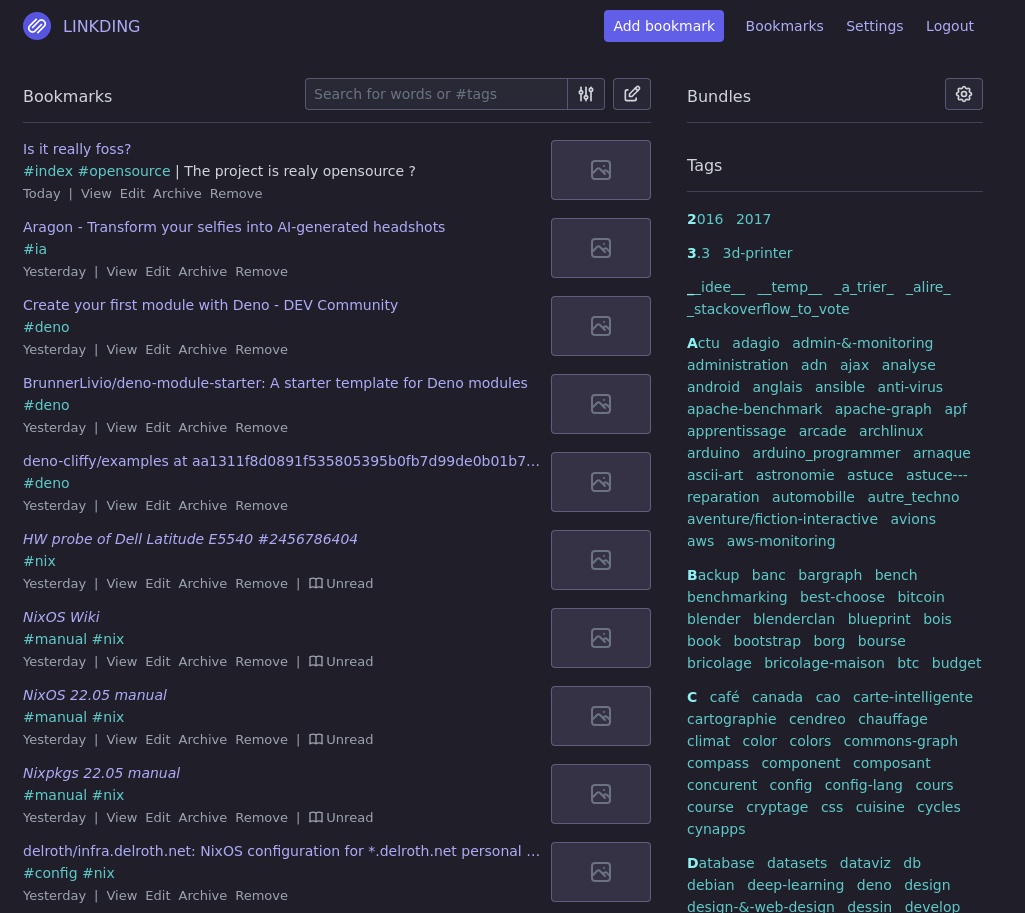 LINKDING
Add bookmark Bookmarks Settings Logout
Bookmarks
Search for words or #tags
Is it really foss?
#index #opensource | The project is realy opensource ?
Today | View Edit Archive Remove
Aragon - Transform your selfies into AI-generated headshots
#ia
Yesterday | View Edit Archive Remove
Create your first module with Deno - DEV Community
#deno
Yesterday | View Edit Archive Remove
BrunnerLivio/deno-module-starter: A starter template for Deno modules
#deno
Yesterday | View Edit Archive Remove
deno-cliffy/examples at aa1311f8d0891f535805395b0fb7d99de0b01b7…
#deno
Yesterday | View Edit Archive Remove
HW probe of Dell Latitude E5540 #2456786404
#nix
Yesterday | View Edit Archive Remove | Unread
NixOS Wiki
#manual #nix
Yesterday | View Edit Archive Remove | Unread
NixOS 22.05 manual
#manual #nix
Yesterday | View Edit Archive Remove | Unread
Nixpkgs 22.05 manual
#manual #nix
Yesterday | View Edit Archive Remove | Unread
delroth/infra.delroth.net: NixOS configuration for *.delroth.net personal …
#config #nix
Yesterday | View Edit Archive Remove
Bundles
Tags
2016 2017
3.3 3d-printer
__idee__ __temp__ _a_trier_ _alire_
_stackoverflow_to_vote
Actu adagio admin-&-monitoring
administration adn ajax analyse
android anglais ansible anti-virus
apache-benchmark apache-graph apf
apprentissage arcade archlinux
arduino arduino_programmer arnaque
ascii-art astronomie astuce astuce---
reparation automobille autre_techno
aventure/fiction-interactive avions
aws aws-monitoring
Backup banc bargraph bench
benchmarking best-choose bitcoin
blender blenderclan blueprint bois
book bootstrap borg bourse
bricolage bricolage-maison btc budget
C café canada cao carte-intelligente
cartographie cendreo chauffage
climat color colors commons-graph
compass component composant
concurent config config-lang cours
course cryptage css cuisine cycles
cynapps
Database datasets dataviz db
debian deep-learning deno design
design-&-web-design dessin develop